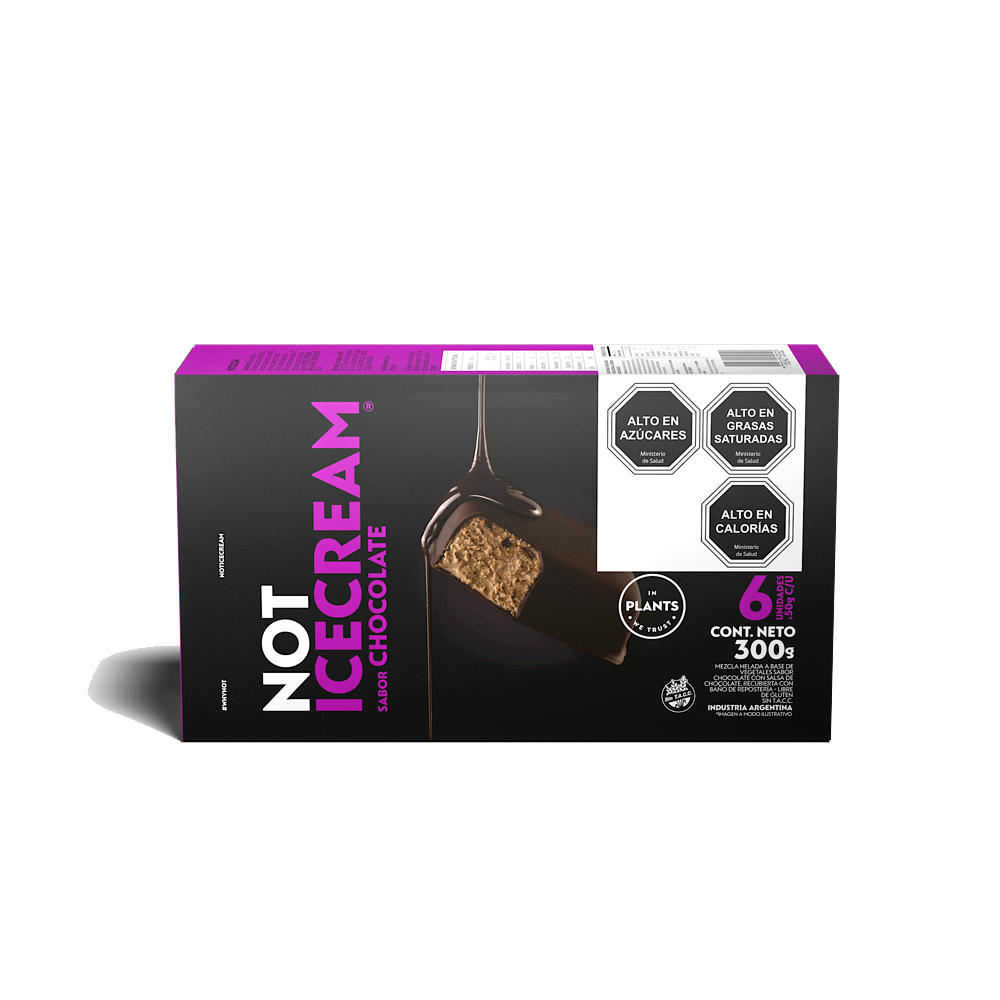 NOT
ICECREAM®
SABOR CHOCOLATE
NOTICECREAM
#WHYNOT
ALTO EN
AZÚCARES
Ministerio
de Salud
ALTO EN
GRASAS
SATURADAS
Ministerio
de Salud
ALTO EN
CALORÍAS
Ministerio
de Salud
IN
PLANTS
WE TRUST
6
UNIDADES
±50g C/U
CONT. NETO
300g
Sin T.A.C.C.
MEZCLA HELADA A BASE DE
VEGETALES SABOR
CHOCOLATE CON SALSA DE
CHOCOLATE, RECUBIERTA CON
BAÑO DE REPOSTERÍA - LIBRE
DE GLUTEN
SIN T.A.C.C.
INDUSTRIA ARGENTINA
*IMAGEN A MODO ILUSTRATIVO